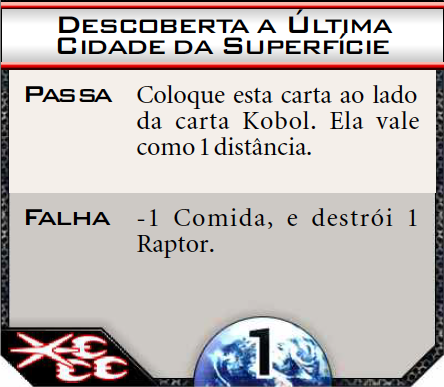 Descoberta a Última
Cidade da Superfície
Passa
Coloque esta carta ao lado
da carta Kobol. Ela vale
como 1 distância.
Falha
-1 Comida, e destrói 1
Raptor.
1